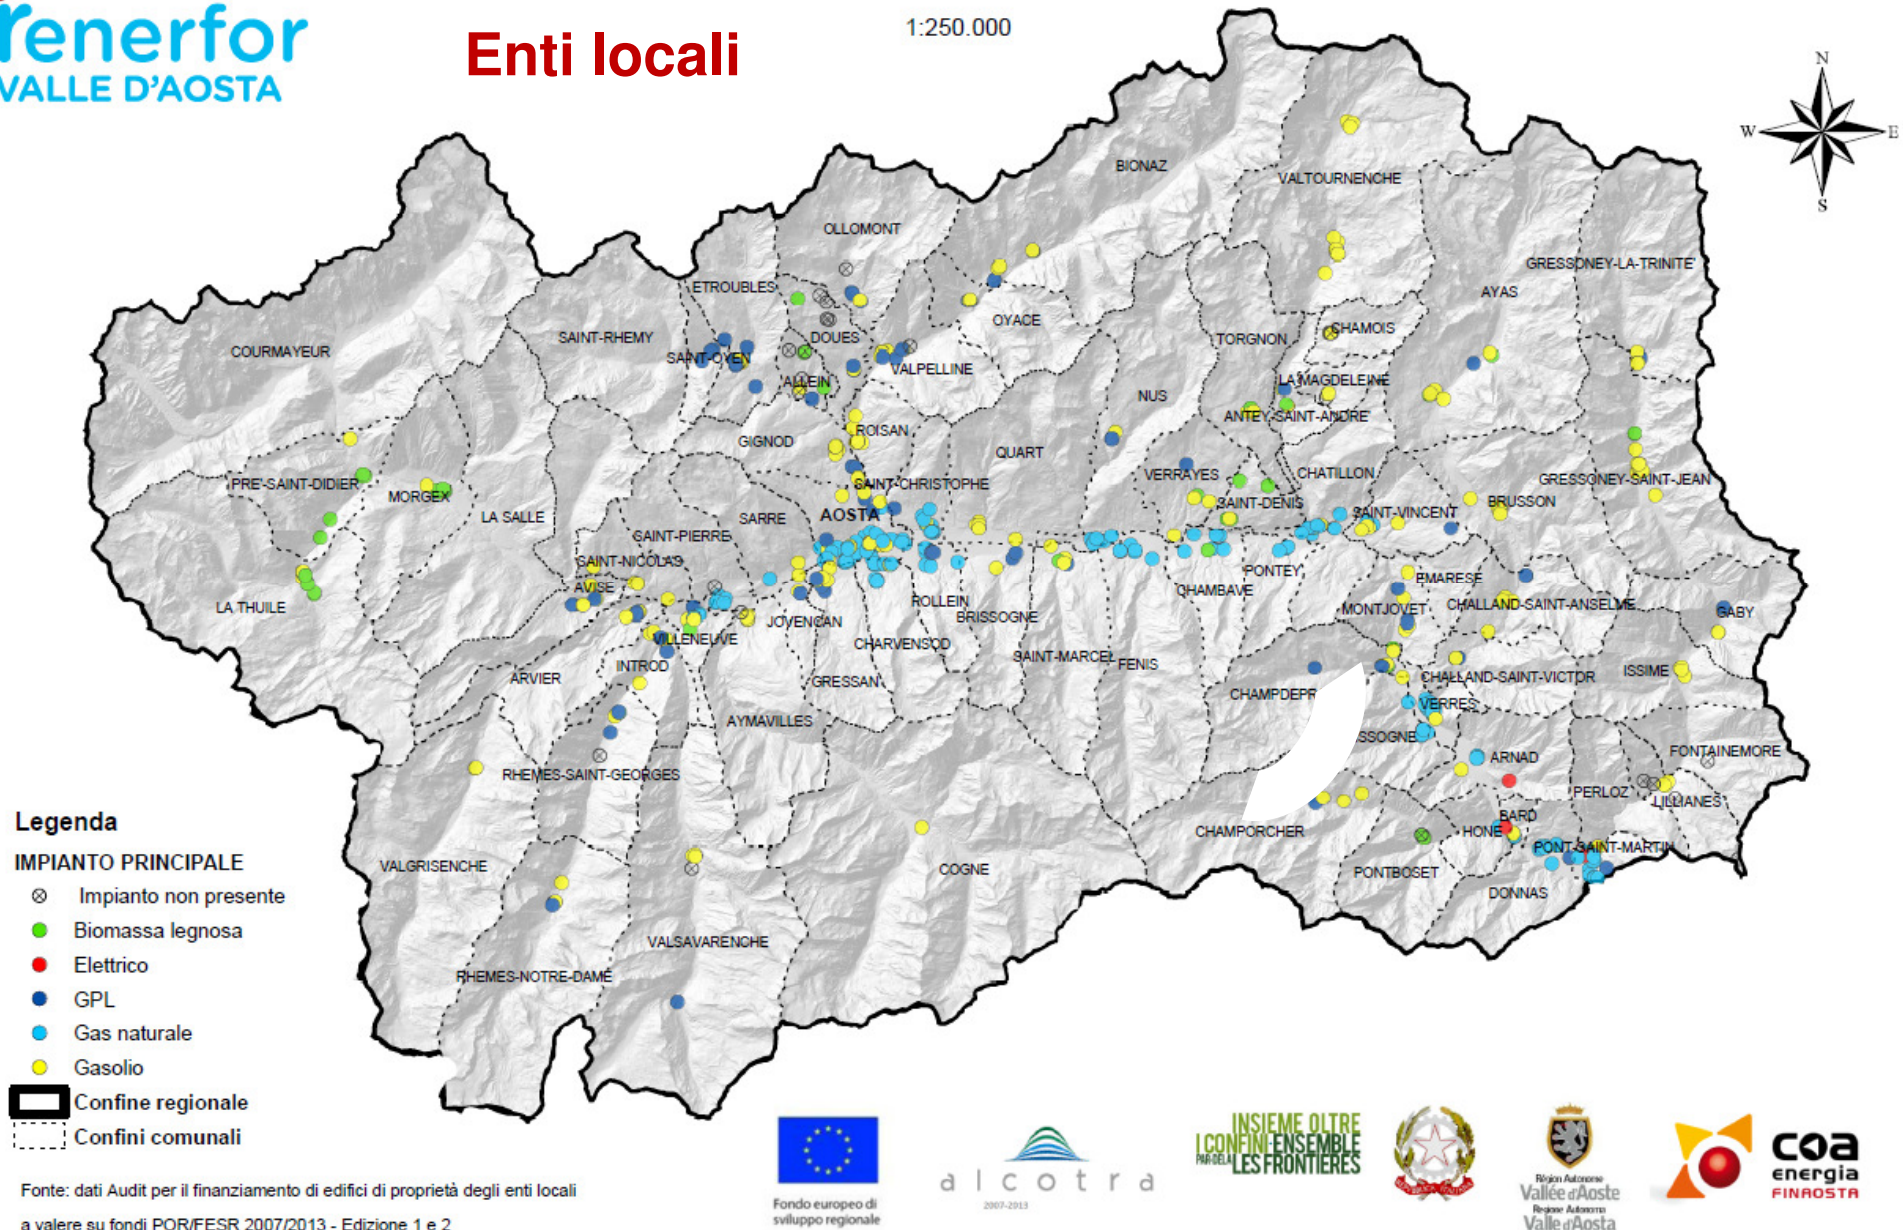 renerfor
VALLE D'AOSTA
Enti locali
1:250.000
N
W
E
S
BIONAZ
VALTOURNENCHE
OLLOMONT
GRESSONEY-LA-TRINITE'
ETROUBLES
AYAS
OYACE
SAINT-RHEMY
DOUES
TORGNON
CHAMOIS
COURMAYEUR
SAINT-OYEN
VALPELLINE
ALLEIN
LA MAGDELEINE
NUS
ANTEY-SAINT-ANDRE'
GIGNOD
ROISAN
QUART
PRE'-SAINT-DIDIER
MORGEX
SAINT-CHRISTOPHE
VERRAYES
CHATILLON
GRESSONEY-SAINT-JEAN
LA SALLE
SARRE
AOSTA
SAINT-DENIS
SAINT-VINCENT
BRUSSON
SAINT-PIERRE
SAINT-NICOLAS
AVISE
PONTEY
EMARESE
CHAMBAVE
LA THUILE
ROLLEIN
BRISSOGNE
MONTJOVET
CHALLAND-SAINT-ANSELME
GABY
JOVENCAN
VILLENEUVE
CHARVENSOD
INTROD
SAINT-MARCEL
FENIS
ARVIER
GRESSAN
CHALLAND-SAINT-VICTOR
ISSIME
CHAMPDEPR
VERRES
AYMAVILLES
SSOGNE
ARNAD
FONTAINEMORE
RHEMES-SAINT-GEORGES
PERLOZ
LILLIANES
BARD
CHAMPORCHER
HONE
PONT-SAINT-MARTIN
VALGRISENCHE
COGNE
PONTBOSET
DONNAS
VALSAVARENCHE
RHEMES-NOTRE-DAME
Legenda
IMPIANTO PRINCIPALE
Impianto non presente
Biomassa legnosa
Elettrico
GPL
Gas naturale
Gasolio
Confine regionale
Confini comunali
Fonte: dati Audit per il finanziamento di edifici di proprietà degli enti locali
a valere su fondi POR/FESR 2007/2013 - Edizione 1 e 2
Fondo europeo di
sviluppo regionale
alcotra
2007-2013
INSIEME OLTRE
I CONFINI·ENSEMBLE
PAR-DELÀ LES FRONTIÈRES
Région Autonome
Vallée d'Aoste
Regione Autonoma
Valle d'Aosta
coa
energia
FINAOSTA